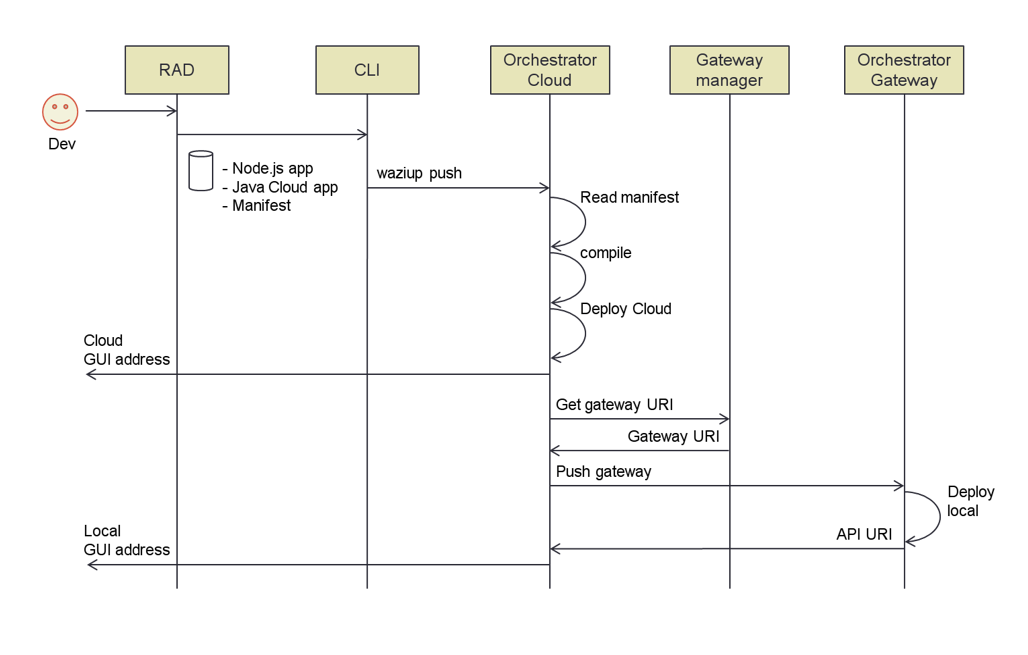 RAD
CLI
Orchestrator
Cloud
Gateway
manager
Orchestrator
Gateway
Dev
- Node.js app
- Java Cloud app
- Manifest
waziup push
Read manifest
compile
Deploy Cloud
Cloud
GUI address
Get gateway URI
Gateway URI
Push gateway
Deploy
local
API URI
Local
GUI address